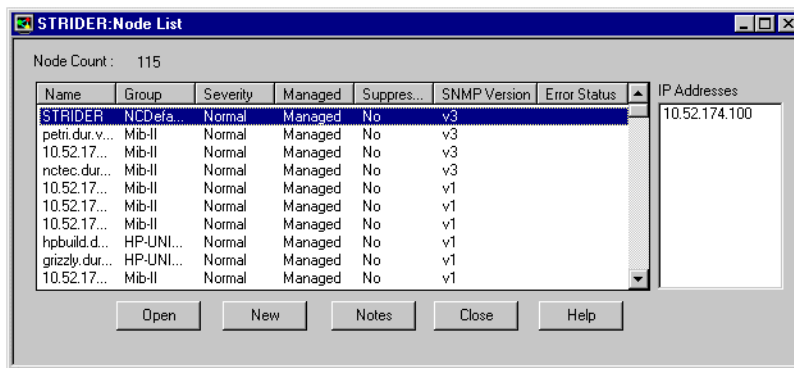 STRIDER:Node List
Node Count : 115
Name Group Severity Managed Suppres... SNMP Version Error Status IP Addresses
STRIDER NCDefa... Normal Managed No v3 10.52.174.100
petri.dur.v... Mib-II Normal Managed No v3
10.52.17... Mib-II Normal Managed No v3
nctec.dur... Mib-II Normal Managed No v3
10.52.17... Mib-II Normal Managed No v1
10.52.17... Mib-II Normal Managed No v1
10.52.17... Mib-II Normal Managed No v1
hpbuild.d... HP-UNI... Normal Managed No v1
grizzly.dur... HP-UNI... Normal Managed No v1
10.52.17... Mib-II Normal Managed No v1
Open New Notes Close Help